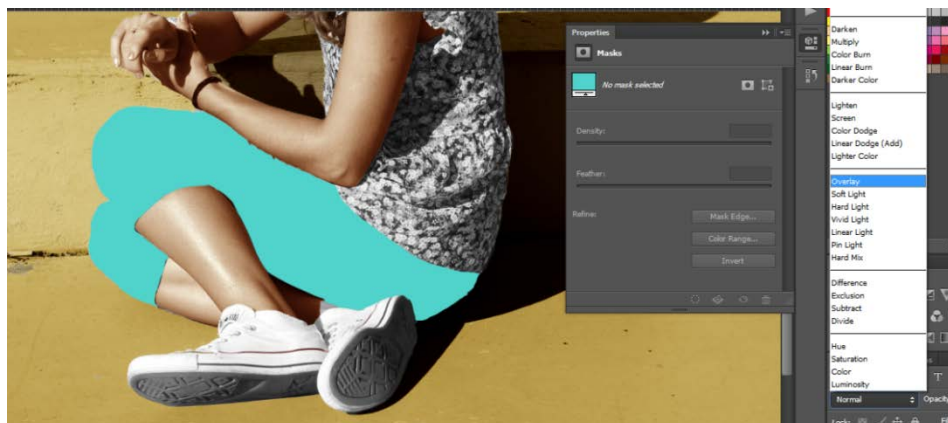 Properties
Masks
No mask selected
Density:
Feather:
Refine:
Mask Edge...
Color Range...
Invert
Darken
Multiply
Color Burn
Linear Burn
Darker Color
Lighten
Screen
Color Dodge
Linear Dodge (Add)
Lighter Color
Overlay
Soft Light
Hard Light
Vivid Light
Linear Light
Pin Light
Hard Mix
Difference
Exclusion
Subtract
Divide
Hue
Saturation
Color
Luminosity
Normal
Opacity
Lock: